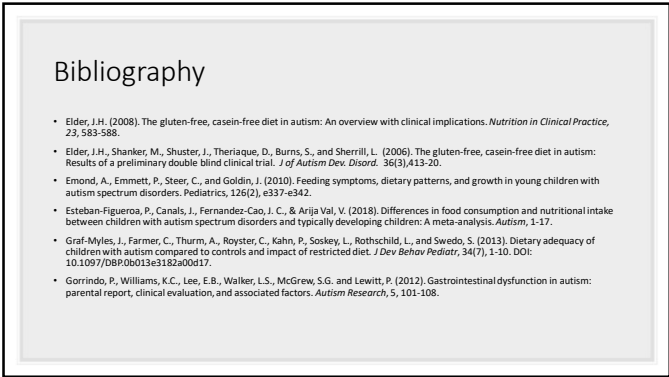 Bibliography
• Elder, J.H. (2008). The gluten-free, casein-free diet in autism: An overview with clinical implications. Nutrition in Clinical Practice,
23, 583-588.
• Elder, J.H., Shanker, M., Shuster, J., Theriaque, D., Burns, S., and Sherrill, L. (2006). The gluten-free, casein-free diet in autism:
Results of a preliminary double blind clinical trial. J of Autism Dev. Disord. 36(3),413-20.
• Emond, A., Emmett, P., Steer, C., and Goldin, J. (2010). Feeding symptoms, dietary patterns, and growth in young children with
autism spectrum disorders. Pediatrics, 126(2), e337-e342.
• Esteban-Figueroa, P., Canals, J., Fernandez-Cao, J. C., & Arija Val, V. (2018). Differences in food consumption and nutritional intake
between children with autism spectrum disorders and typically developing children: A meta-analysis. Autism, 1-17.
• Graf-Myles, J., Farmer, C., Thurm, A., Royster, C., Kahn, P., Soskey, L., Rothschild, L., and Swedo, S. (2013). Dietary adequacy of
children with autism compared to controls and impact of restricted diet. J Dev Behav Pediatr, 34(7), 1-10. DOI:
10.1097/DBP.0b013e3182a00d17.
• Gorrindo, P., Williams, K.C., Lee, E.B., Walker, L.S., McGrew, S.G. and Lewitt, P. (2012). Gastrointestinal dysfunction in autism:
parental report, clinical evaluation, and associated factors. Autism Research, 5, 101-108.